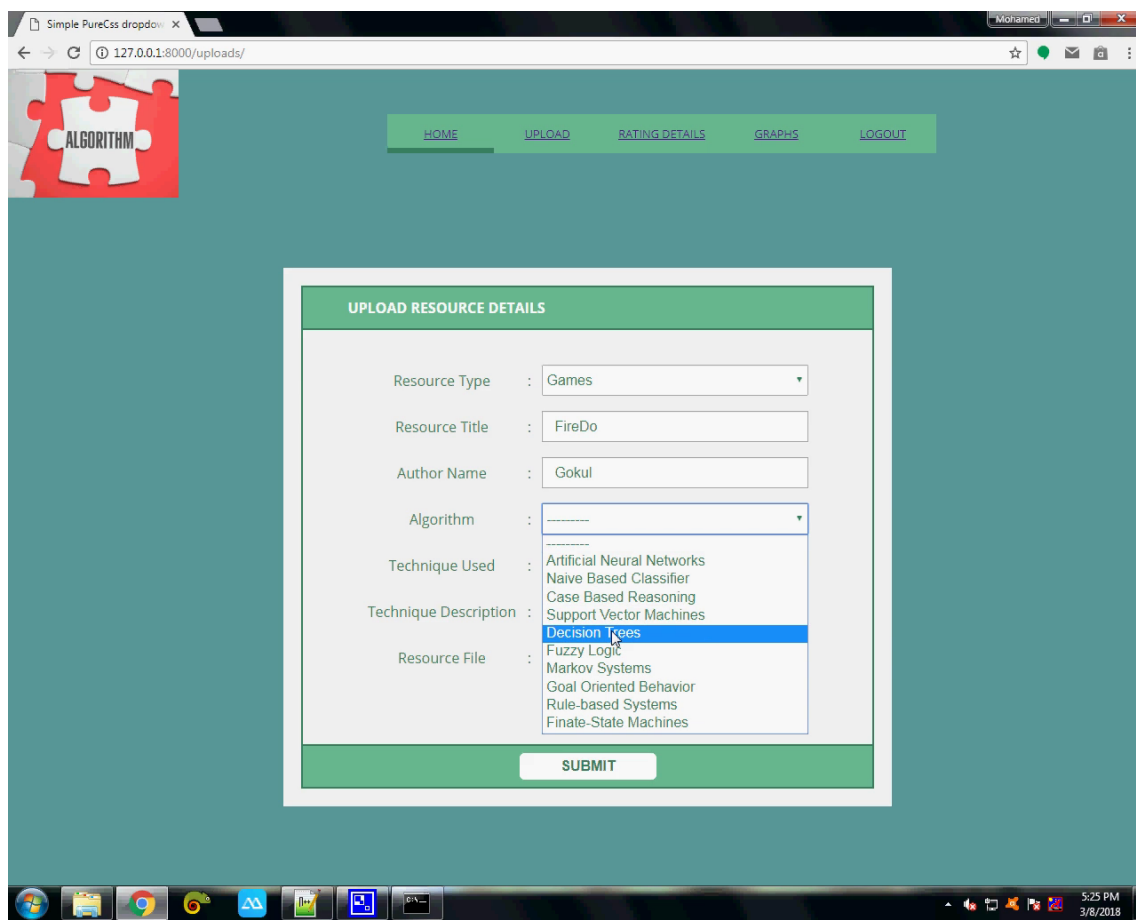 Simple PureCss dropdow
Mohamed
127.0.0.1:8000/uploads/
ALGORITHM
HOME UPLOAD RATING DETAILS GRAPHS LOGOUT
UPLOAD RESOURCE DETAILS
Resource Type : Games
Resource Title : FireDo
Author Name : Gokul
Algorithm : ---------
---------
Artificial Neural Networks
Technique Used :
Naive Based Classifier
Case Based Reasoning
Technique Description :
Support Vector Machines
Decision Trees
Fuzzy Logic
Resource File :
Markov Systems
Goal Oriented Behavior
Rule-based Systems
Finate-State Machines
SUBMIT
5:25 PM
3/8/2018